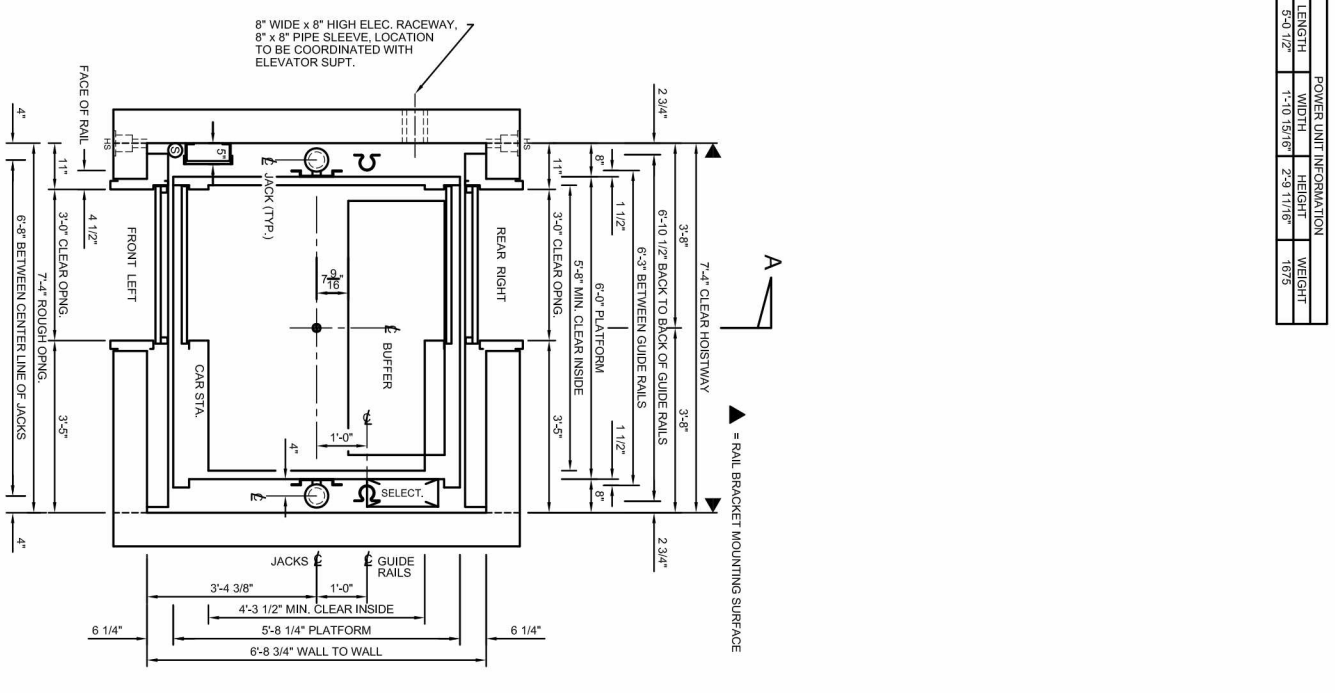 8" WIDE x 8" HIGH ELEC. RACEWAY,
8" x 8" PIPE SLEEVE, LOCATION
TO BE COORDINATED WITH
ELEVATOR SUPT.
POWER UNIT INFORMATION
LENGTH WIDTH HEIGHT WEIGHT
5'-0 1/2" 1'-10 15/16" 2'-9 11/16" 1675
FACE OF RAIL
4"
6'-8" BETWEEN CENTER LINE OF JACKS
4"
7'-4" ROUGH OPNG.
11"
3'-0" CLEAR OPNG.
3'-5"
4 1/2"
FRONT LEFT
HS
S
5"
JACK (TYP.)
CAR STA.
7 9/16"
BUFFER
1'-0"
4"
SELECT.
HS
REAR RIGHT
11"
3'-0" CLEAR OPNG.
3'-5"
5'-8" MIN. CLEAR INSIDE
8"
6'-0" PLATFORM
8"
1 1/2"
1 1/2"
6'-3" BETWEEN GUIDE RAILS
2 3/4"
6'-10 1/2" BACK TO BACK OF GUIDE RAILS
2 3/4"
3'-8"
3'-8"
7'-4" CLEAR HOISTWAY
A
= RAIL BRACKET MOUNTING SURFACE
JACKS
GUIDE
RAILS
3'-4 3/8"
1'-0"
4'-3 1/2" MIN. CLEAR INSIDE
6 1/4"
5'-8 1/4" PLATFORM
6 1/4"
6'-8 3/4" WALL TO WALL